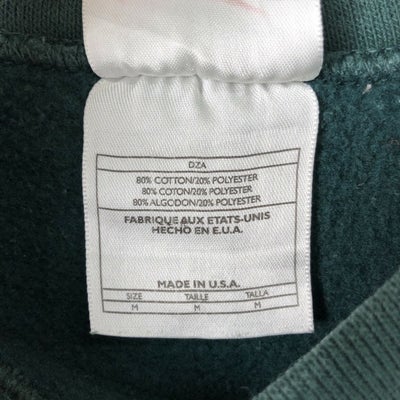 DZA
80% COTTON/20% POLYESTER
80% COTON/20% POLYESTER
80% ALGODON/20% POLYESTER
FABRIQUE AUX ETATS-UNIS
HECHO EN E.U.A.
MADE IN U.S.A.
SIZE TAILLE TALLA
M M M